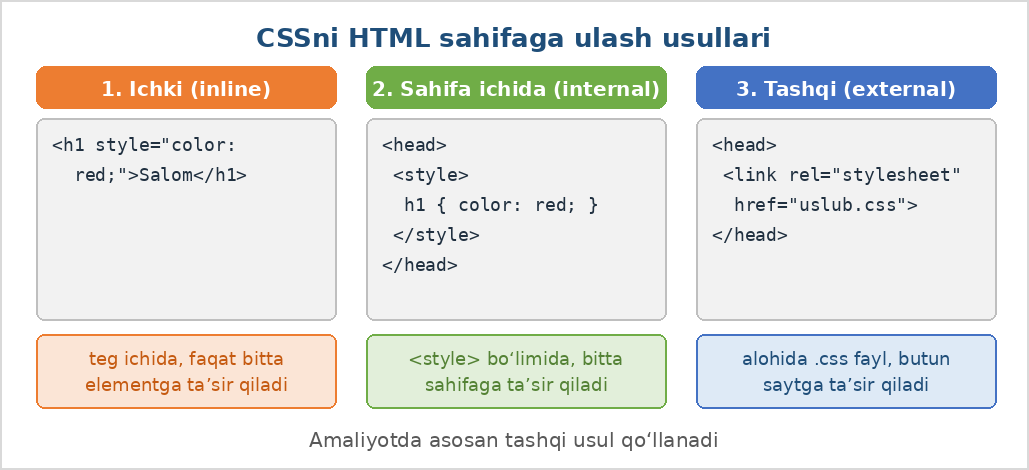 CSSni HTML sahifaga ulash usullari
1. Ichki (inline)
<h1 style="color:
red;">Salom</h1>
teg ichida, faqat bitta
elementga ta’sir qiladi
2. Sahifa ichida (internal)
<head>
<style>
h1 { color: red; }
</style>
</head>
<style> bo‘limida, bitta
sahifaga ta’sir qiladi
3. Tashqi (external)
<head>
<link rel="stylesheet"
href="uslub.css">
</head>
alohida .css fayl, butun
saytga ta’sir qiladi
Amaliyotda asosan tashqi usul qo‘llanadi